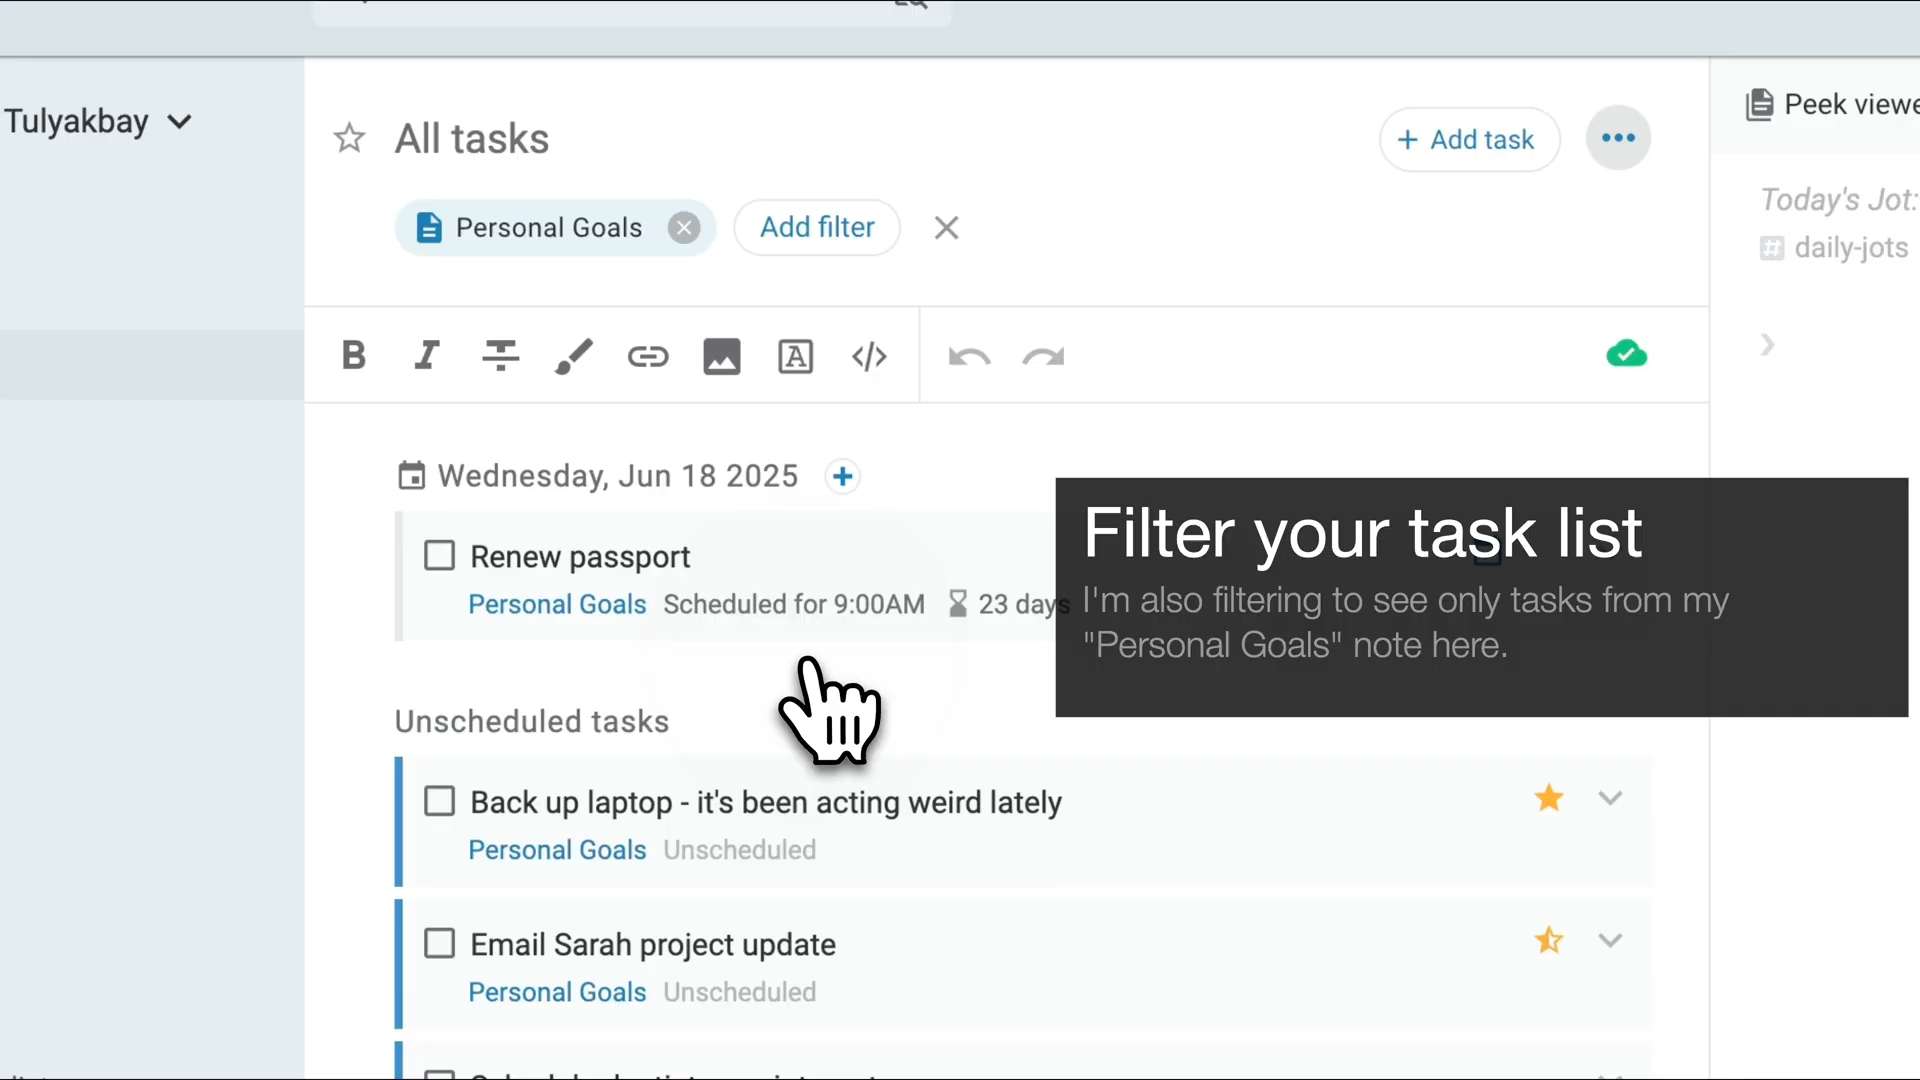 Tulyakbay
All tasks
+ Add task
Peek viewe
Personal Goals
Add filter
Today's Jot:
daily-jots
Wednesday, Jun 18 2025
Renew passport
Personal Goals Scheduled for 9:00AM 23 days
Filter your task list
I'm also filtering to see only tasks from my
"Personal Goals" note here.
Unscheduled tasks
Back up laptop - it's been acting weird lately
Personal Goals Unscheduled
Email Sarah project update
Personal Goals Unscheduled